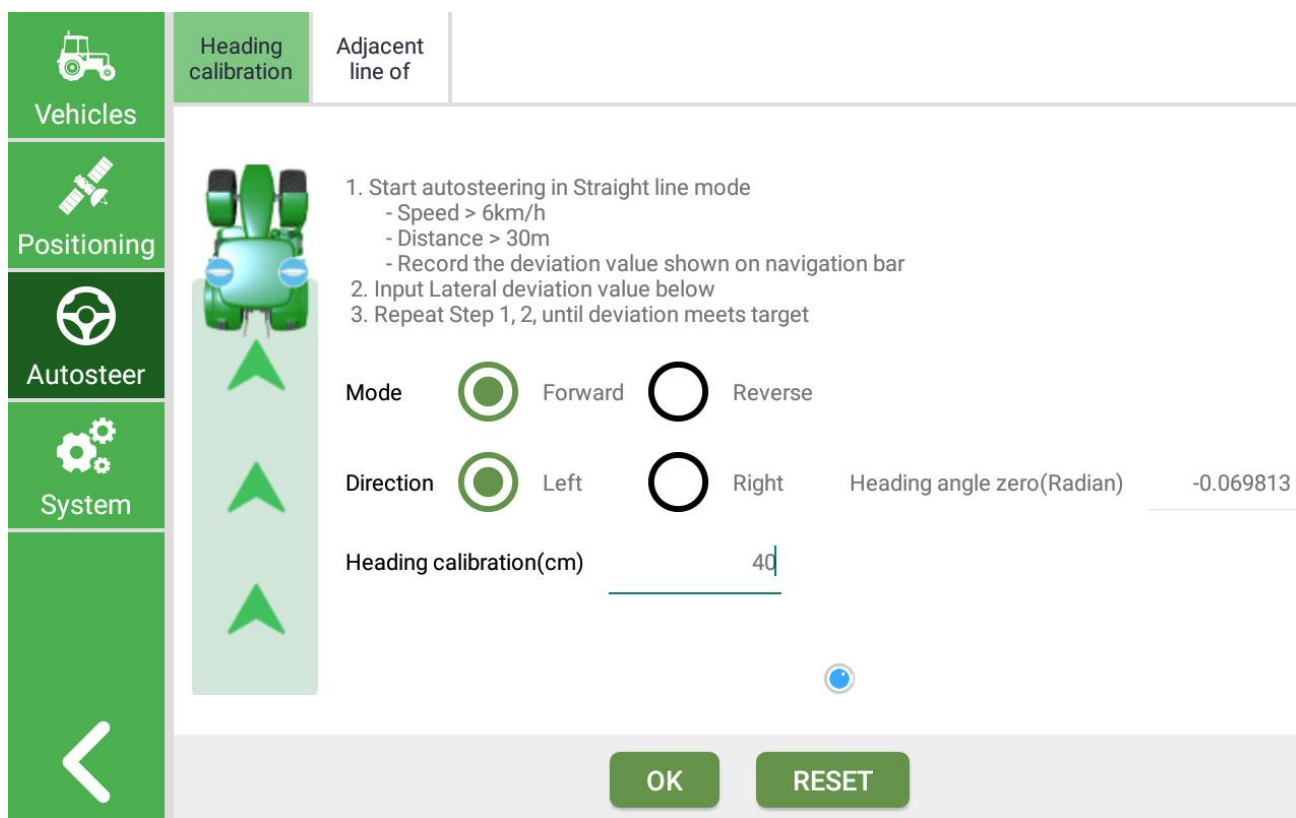 Vehicles
Positioning
Autosteer
System
Heading
calibration
Adjacent
line of
1. Start autosteering in Straight line mode
- Speed > 6km/h
- Distance > 30m
- Record the deviation value shown on navigation bar
2. Input Lateral deviation value below
3. Repeat Step 1, 2, until deviation meets target
Mode Forward Reverse
Direction Left Right Heading angle zero(Radian) -0.069813
Heading calibration(cm) 40
OK RESET